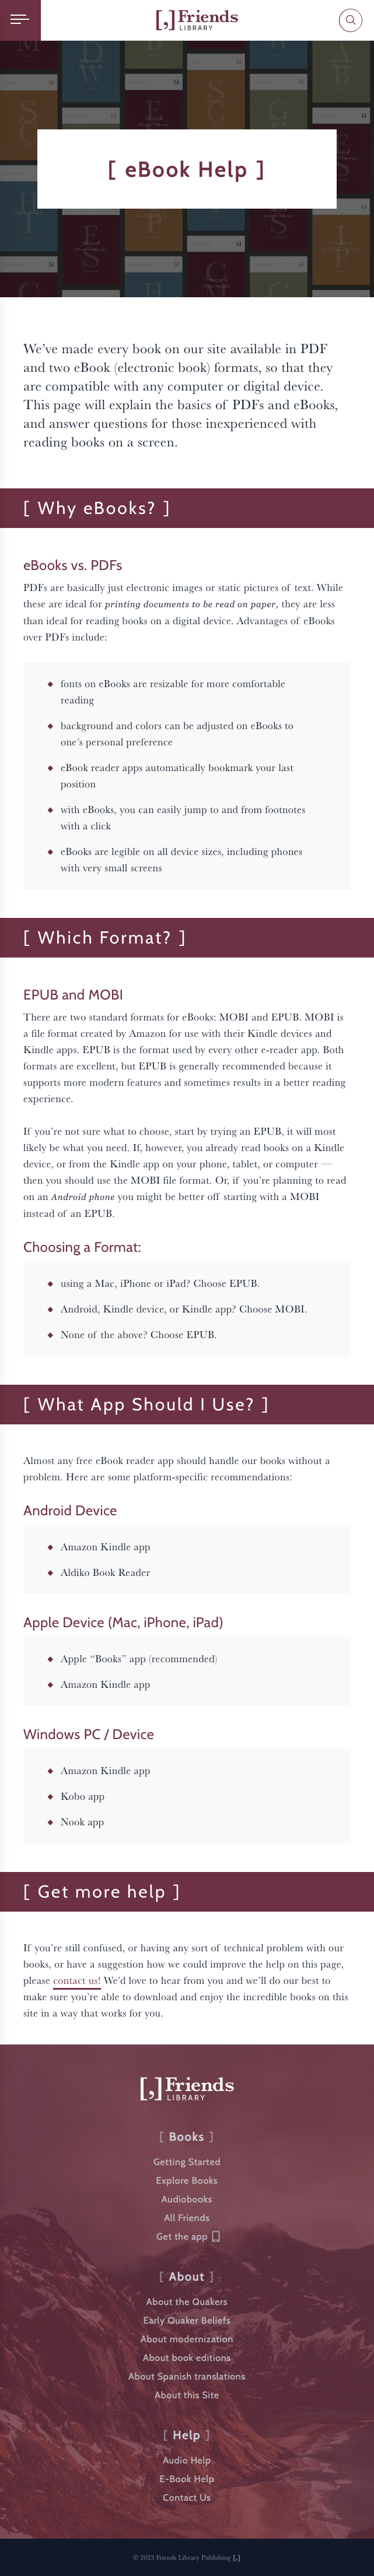 [,] Friends
LIBRARY
[ eBook Help ]
We’ve made every book on our site available in PDF
and two eBook (electronic book) formats, so that they
are compatible with any computer or digital device.
This page will explain the basics of PDFs and eBooks,
and answer questions for those inexperienced with
reading books on a screen.
[ Why eBooks? ]
eBooks vs. PDFs
PDFs are basically just electronic images or static pictures of text. While
these are ideal for printing documents to be read on paper, they are less
than ideal for reading books on a digital device. Advantages of eBooks
over PDFs include:
fonts on eBooks are resizable for more comfortable
reading
background and colors can be adjusted on eBooks to
one’s personal preference
eBook reader apps automatically bookmark your last
position
with eBooks, you can easily jump to and from footnotes
with a click
eBooks are legible on all device sizes, including phones
with very small screens
[ Which Format? ]
EPUB and MOBI
There are two standard formats for eBooks: MOBI and EPUB. MOBI is
a file format created by Amazon for use with their Kindle devices and
Kindle apps. EPUB is the format used by every other e-reader app. Both
formats are excellent, but EPUB is generally recommended because it
supports more modern features and sometimes results in a better reading
experience.
If you’re not sure what to choose, start by trying an EPUB, it will most
likely be what you need. If, however, you already read books on a Kindle
device, or from the Kindle app on your phone, tablet, or computer —
then you should use the MOBI file format. Or, if you’re planning to read
on an Android phone you might be better off starting with a MOBI
instead of an EPUB.
Choosing a Format:
using a Mac, iPhone or iPad? Choose EPUB.
Android, Kindle device, or Kindle app? Choose MOBI.
None of the above? Choose EPUB.
[ What App Should I Use? ]
Almost any free eBook reader app should handle our books without a
problem. Here are some platform-specific recommendations:
Android Device
Amazon Kindle app
Aldiko Book Reader
Apple Device (Mac, iPhone, iPad)
Apple “Books” app (recommended)
Amazon Kindle app
Windows PC / Device
Amazon Kindle app
Kobo app
Nook app
[ Get more help ]
If you’re still confused, or having any sort of technical problem with our
books, or have a suggestion how we could improve the help on this page,
please contact us! We’d love to hear from you and we’ll do our best to
make sure you’re able to download and enjoy the incredible books on this
site in a way that works for you.
[,] Friends
LIBRARY
[ Books ]
Getting Started
Explore Books
Audiobooks
All Friends
Get the app
[ About ]
About the Quakers
Early Quaker Beliefs
About modernization
About book editions
About Spanish translations
About this Site
[ Help ]
Audio Help
E-Book Help
Contact Us
© 2023 Friends Library Publishing [,]